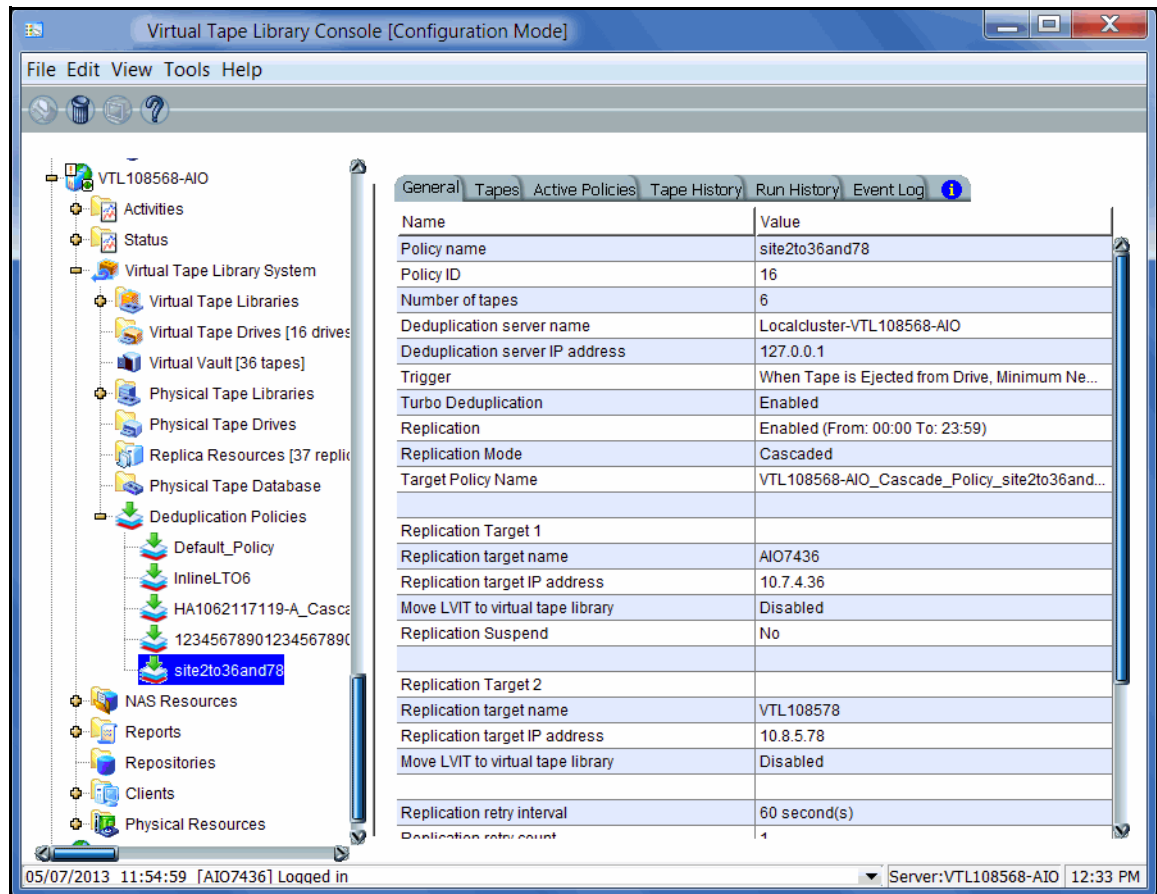 Virtual Tape Library Console [Configuration Mode]
File Edit View Tools Help
VTL108568-AIO
Activities
Status
Virtual Tape Library System
Virtual Tape Libraries
Virtual Tape Drives [16 drives
Virtual Vault [36 tapes]
Physical Tape Libraries
Physical Tape Drives
Replica Resources [37 replic
Physical Tape Database
Deduplication Policies
Default_Policy
InlineLTO6
HA1062117119-A_Casca
12345678901234567890
site2to36and78
NAS Resources
Reports
Repositories
Clients
Physical Resources
General Tapes Active Policies Tape History Run History Event Log i
Name Value
Policy name site2to36and78
Policy ID 16
Number of tapes 6
Deduplication server name Localcluster-VTL108568-AIO
Deduplication server IP address 127.0.0.1
Trigger When Tape is Ejected from Drive, Minimum Ne...
Turbo Deduplication Enabled
Replication Enabled (From: 00:00 To: 23:59)
Replication Mode Cascaded
Target Policy Name VTL108568-AIO_Cascade_Policy_site2to36and...
Replication Target 1
Replication target name AIO7436
Replication target IP address 10.7.4.36
Move LVIT to virtual tape library Disabled
Replication Suspend No
Replication Target 2
Replication target name VTL108578
Replication target IP address 10.8.5.78
Move LVIT to virtual tape library Disabled
Replication retry interval 60 second(s)
Replication retry count 1
05/07/2013 11:54:59 [AIO7436] Logged in Server:VTL108568-AIO 12:33 PM